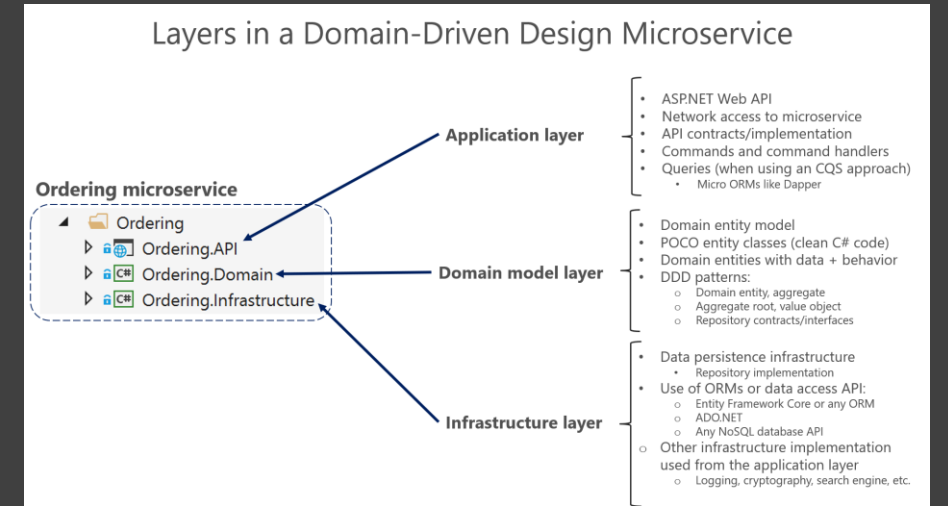 Layers in a Domain-Driven Design Microservice
Ordering microservice
Ordering
Ordering.API
C# Ordering.Domain
C# Ordering.Infrastructure
Application layer
• ASP.NET Web API
• Network access to microservice
• API contracts/implementation
• Commands and command handlers
• Queries (when using an CQS approach)
• Micro ORMs like Dapper
Domain model layer
• Domain entity model
• POCO entity classes (clean C# code)
• Domain entities with data + behavior
• DDD patterns:
o Domain entity, aggregate
o Aggregate root, value object
o Repository contracts/interfaces
Infrastructure layer
• Data persistence infrastructure
• Repository implementation
• Use of ORMs or data access API:
o Entity Framework Core or any ORM
o ADO.NET
o Any NoSQL database API
o Other infrastructure implementation
used from the application layer
o Logging, cryptography, search engine, etc.